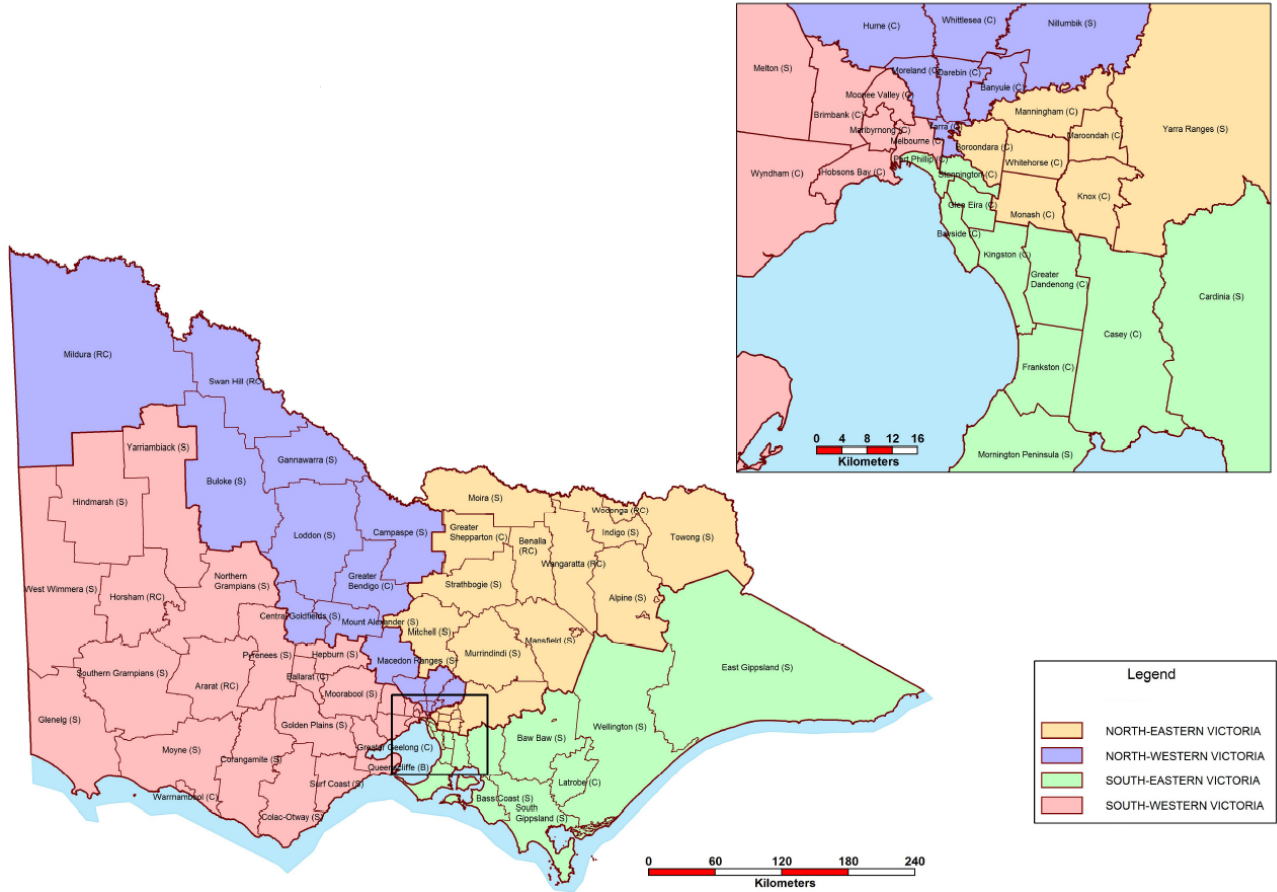 Hume (C)
Whittlesea (C)
Nillumbik (S)
Melton (S)
Moreland (C)
Darebin (C)
Banyule (C)
Moonee Valley (C)
Manningham (C)
Brimbank (C)
Maribyrnong (C)
Yarra (C)
Maroondah (C)
Yarra Ranges (S)
Melbourne (C)
Boroondara (C)
Port Phillip (C)
Whitehorse (C)
Wyndham (C)
Hobsons Bay (C)
Stonnington (C)
Knox (C)
Glen Eira (C)
Monash (C)
Bayside (C)
Kingston (C)
Greater
Dandenong (C)
Cardinia (S)
Casey (C)
Frankston (C)
0 4 8 12 16
Kilometers
Mornington Peninsula (S)
Mildura (RC)
Swan Hill (RC)
Yarriambiack (S)
Gannawarra (S)
Hindmarsh (S)
Buloke (S)
Moira (S)
Wodonga (RC)
Loddon (S)
Campaspe (S)
Greater
Shepparton (C)
Benalla
(RC)
Indigo (S)
Towong (S)
Wangaratta (RC)
West Wimmera (S)
Horsham (RC)
Northern
Grampians (S)
Greater
Bendigo (C)
Strathbogie (S)
Alpine (S)
Central Goldfields (S)
Mount Alexander (S)
Mitchell (S)
Mansfield (S)
Pyrenees (S)
Hepburn (S)
Macedon Ranges (S)
Murrindindi (S)
Southern Grampians (S)
Ararat (RC)
Ballarat (C)
Moorabool (S)
East Gippsland (S)
Glenelg (S)
Golden Plains (S)
Wellington (S)
Moyne (S)
Corangamite (S)
Greater Geelong (C)
Baw Baw (S)
Queenscliffe (B)
Surf Coast (S)
Latrobe (C)
Warrnambool (C)
Colac-Otway (S)
Bass Coast (S)
South
Gippsland (S)
0 60 120 180 240
Kilometers
Legend
NORTH-EASTERN VICTORIA
NORTH-WESTERN VICTORIA
SOUTH-EASTERN VICTORIA
SOUTH-WESTERN VICTORIA